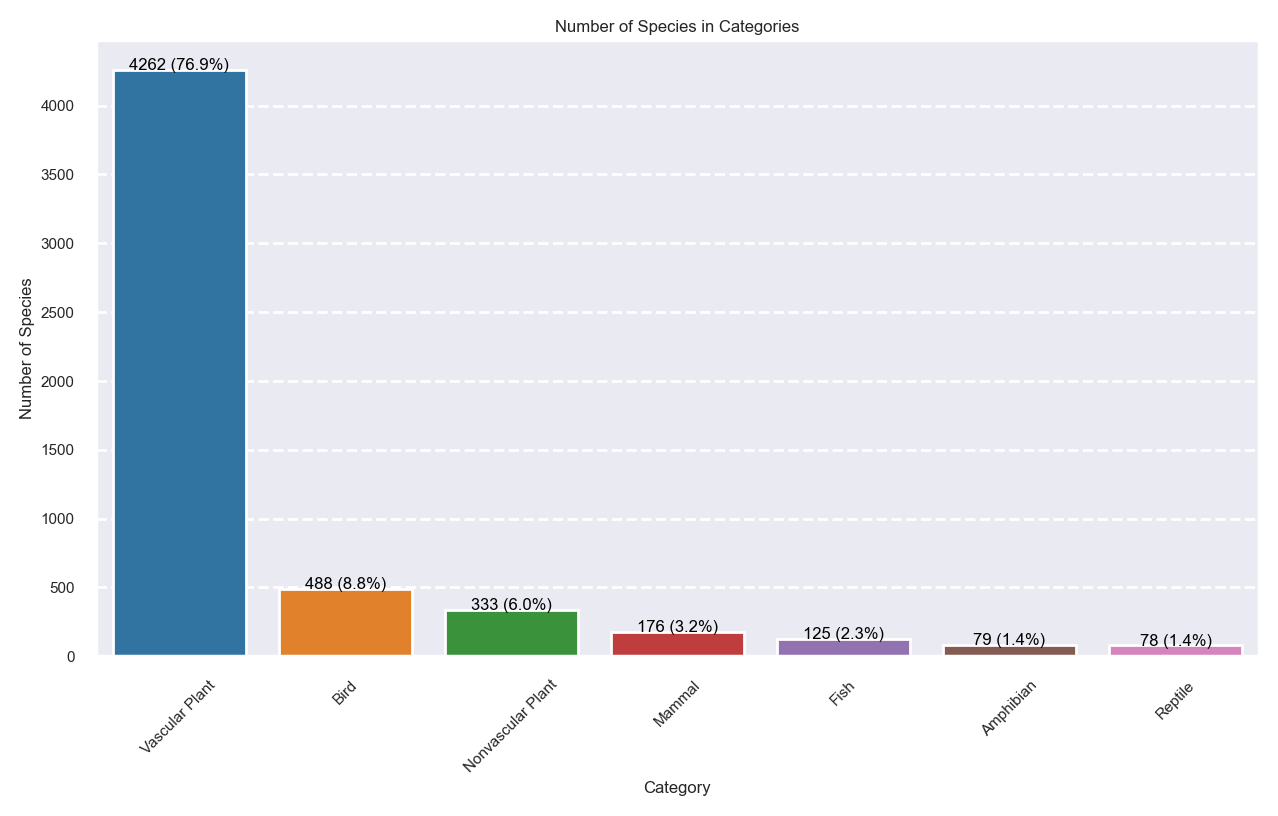 Number of Species in Categories
Number of Species
4000
3500
3000
2500
2000
1500
1000
500
0
4262 (76.9%)
488 (8.8%)
333 (6.0%)
176 (3.2%)
125 (2.3%)
79 (1.4%)
78 (1.4%)
Vascular Plant
Bird
Nonvascular Plant
Mammal
Fish
Amphibian
Reptile
Category